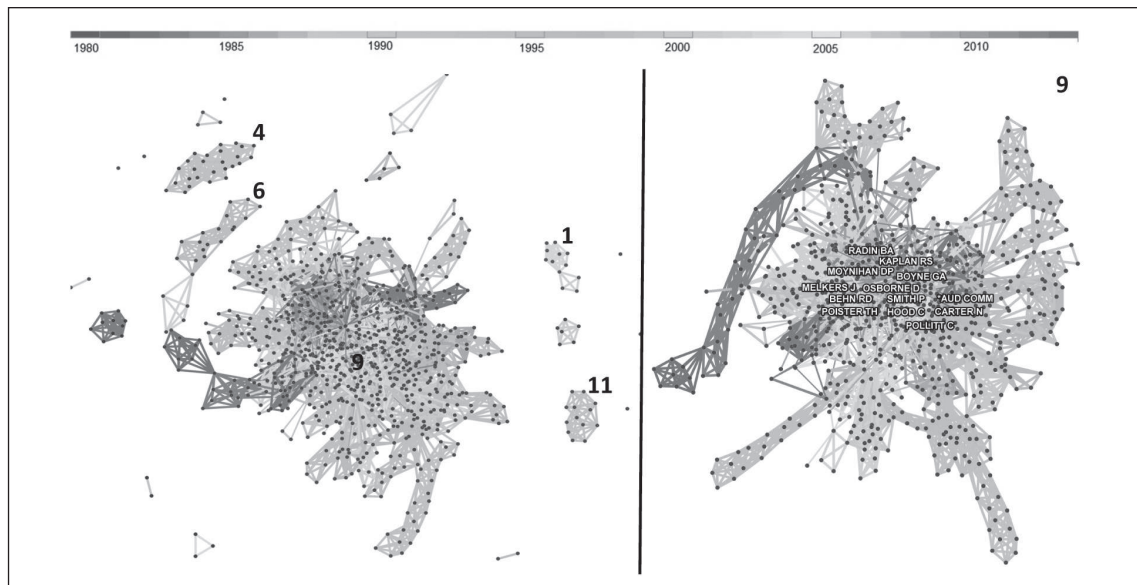 1980 1985 1990 1995 2000 2005 2010
4
6
1
9
11
9
RADIN BA
KAPLAN RS
MOYNIHAN DP
BOYNE GA
MELKERS J OSBORNE D
BEHN RD SMITH P AUD COMM
POISTER TH HOOD C CARTER N
POLLITT C